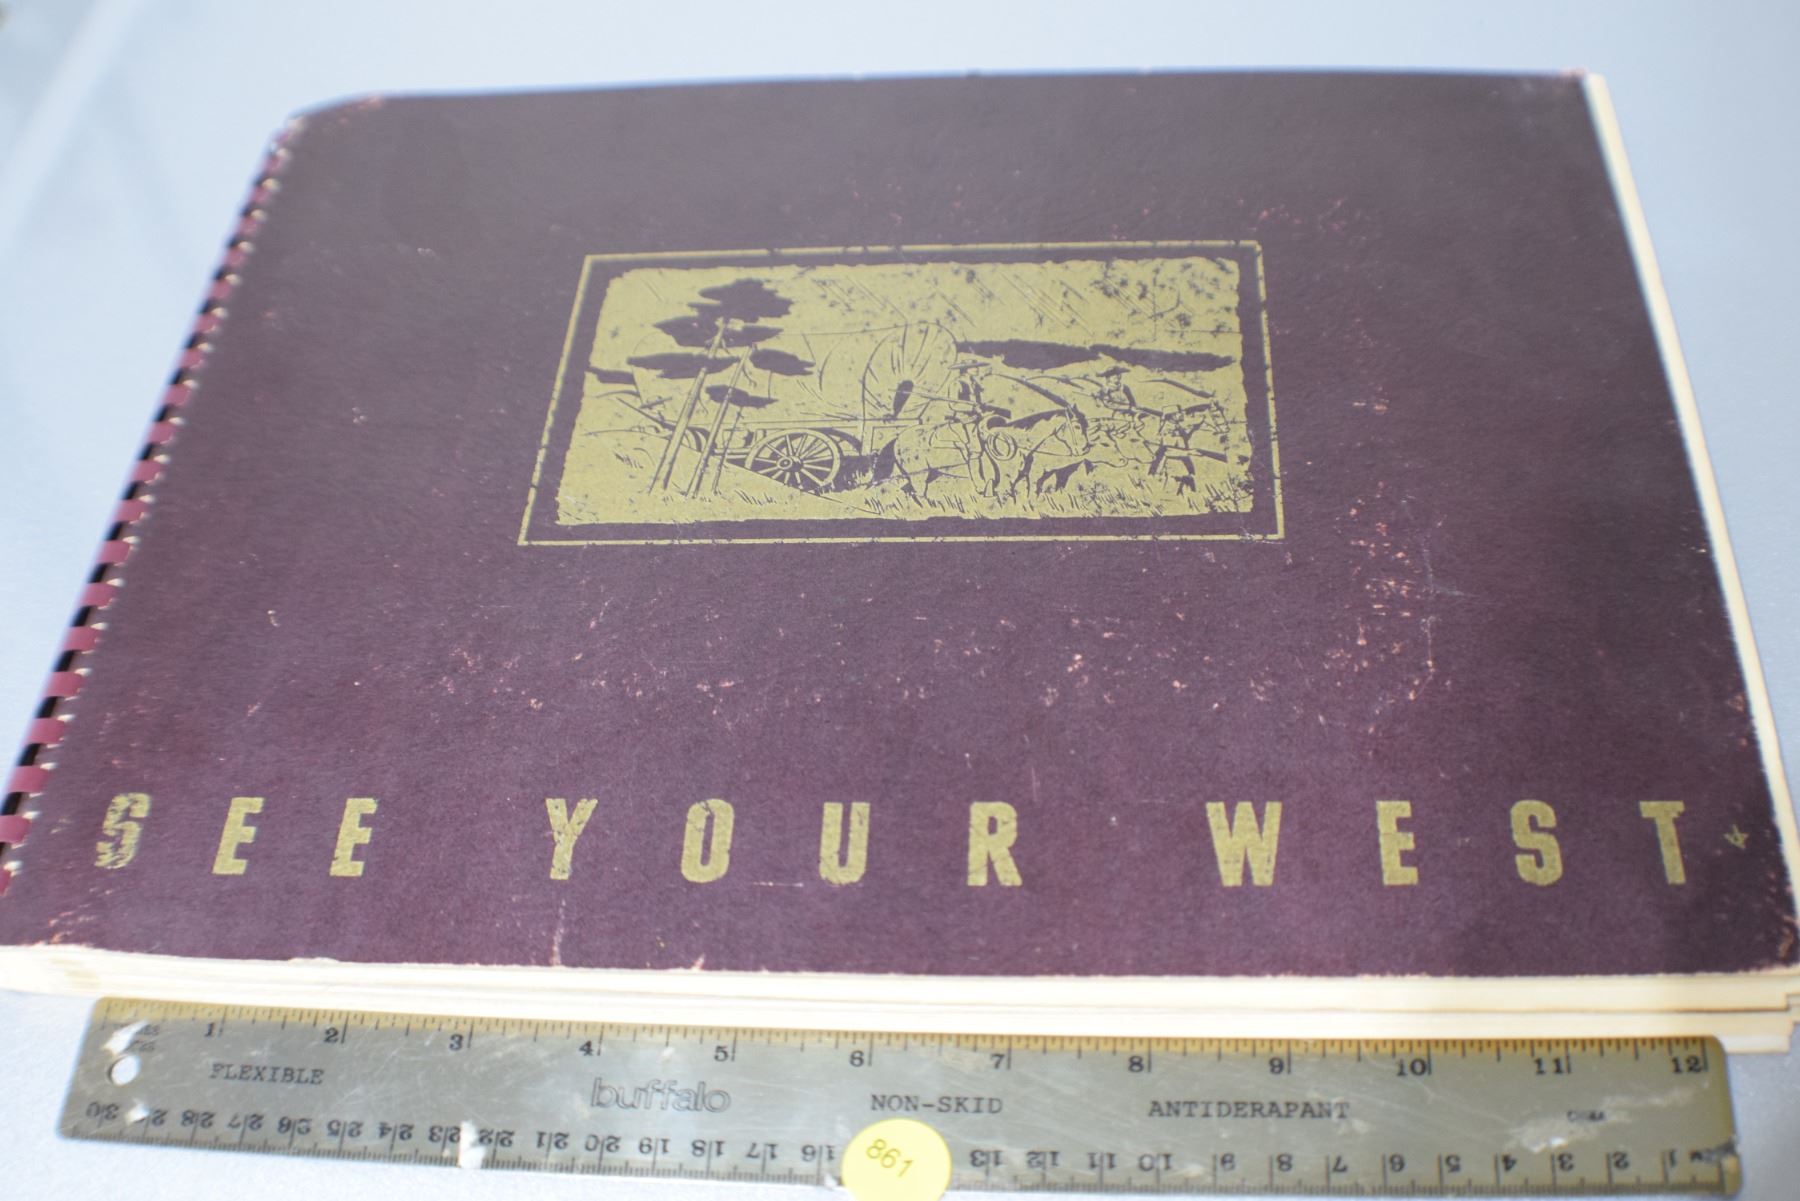 SEE YOUR WEST
1 2 3 4 5 6 7 8 9 10 11 12
FLEXIBLE buffalo NON-SKID ANTIDERAPANT
30 29 28 27 26 25 24 23 22 21 20 19 18 17 16 13 12 11 10 9 8 7 6 5 4 3 2 1
861